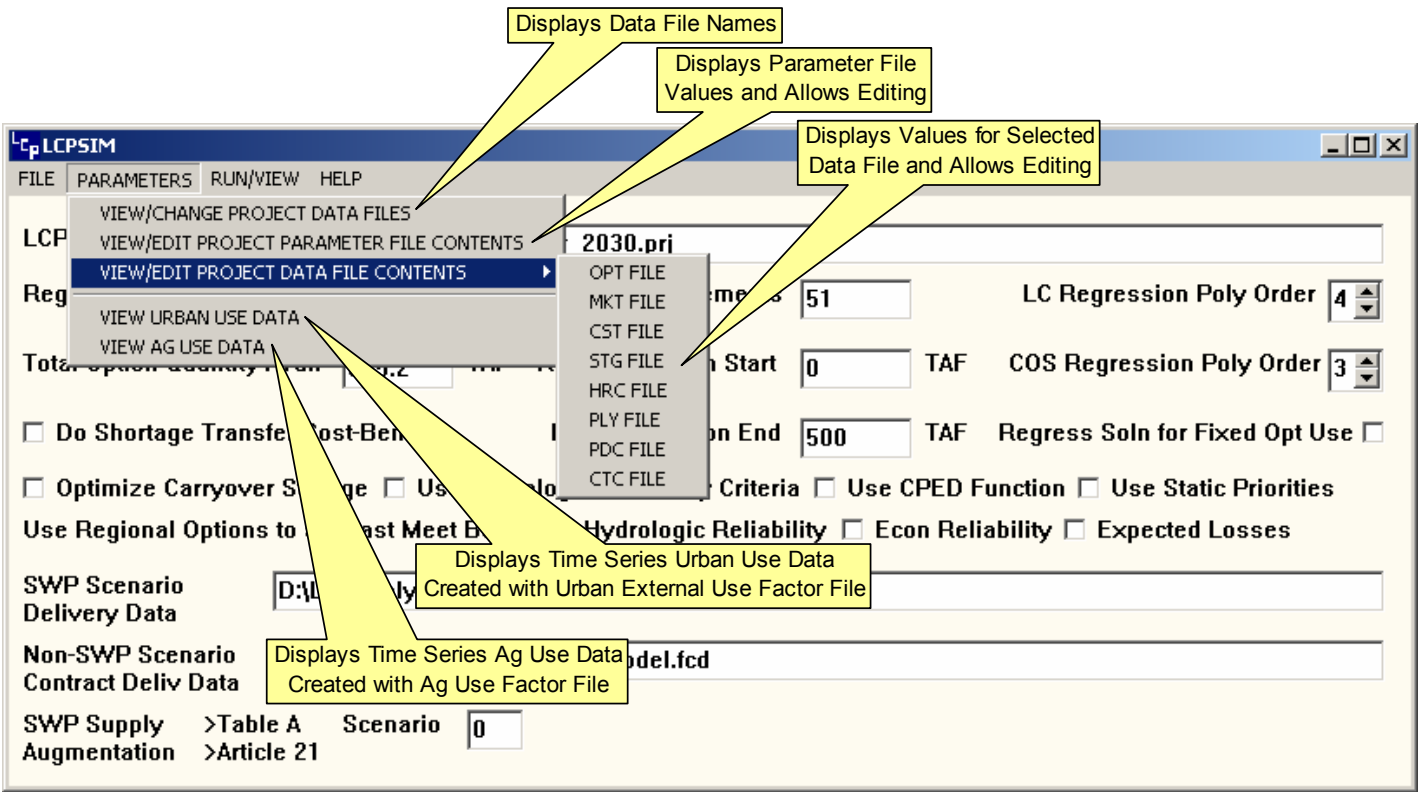 Displays Data File Names
Displays Parameter File
Values and Allows Editing
Displays Values for Selected
Data File and Allows Editing
LCP LCPSIM
FILE PARAMETERS RUN/VIEW HELP
VIEW/CHANGE PROJECT DATA FILES
VIEW/EDIT PROJECT PARAMETER FILE CONTENTS
VIEW/EDIT PROJECT DATA FILE CONTENTS
VIEW URBAN USE DATA
VIEW AG USE DATA
OPT FILE
MKT FILE
CST FILE
STG FILE
HRC FILE
PLY FILE
PDC FILE
CTC FILE
LCP 2030.prj
Reg 51 LC Regression Poly Order 4
Start 0 TAF COS Regression Poly Order 3
Do Shortage Transfer Cost-Ben End 500 TAF Regress Soln for Fixed Opt Use
Optimize Carryover Criteria Use CPED Function Use Static Priorities
Use Regional Options to Meet Hydrologic Reliability Econ Reliability Expected Losses
Displays Time Series Urban Use Data
Created with Urban External Use Factor File
SWP Scenario
Delivery Data
D:\L
Displays Time Series Ag Use Data
Created with Ag Use Factor File
Non-SWP Scenario
Contract Deliv Data
odel.fcd
SWP Supply >Table A Scenario 0
Augmentation >Article 21